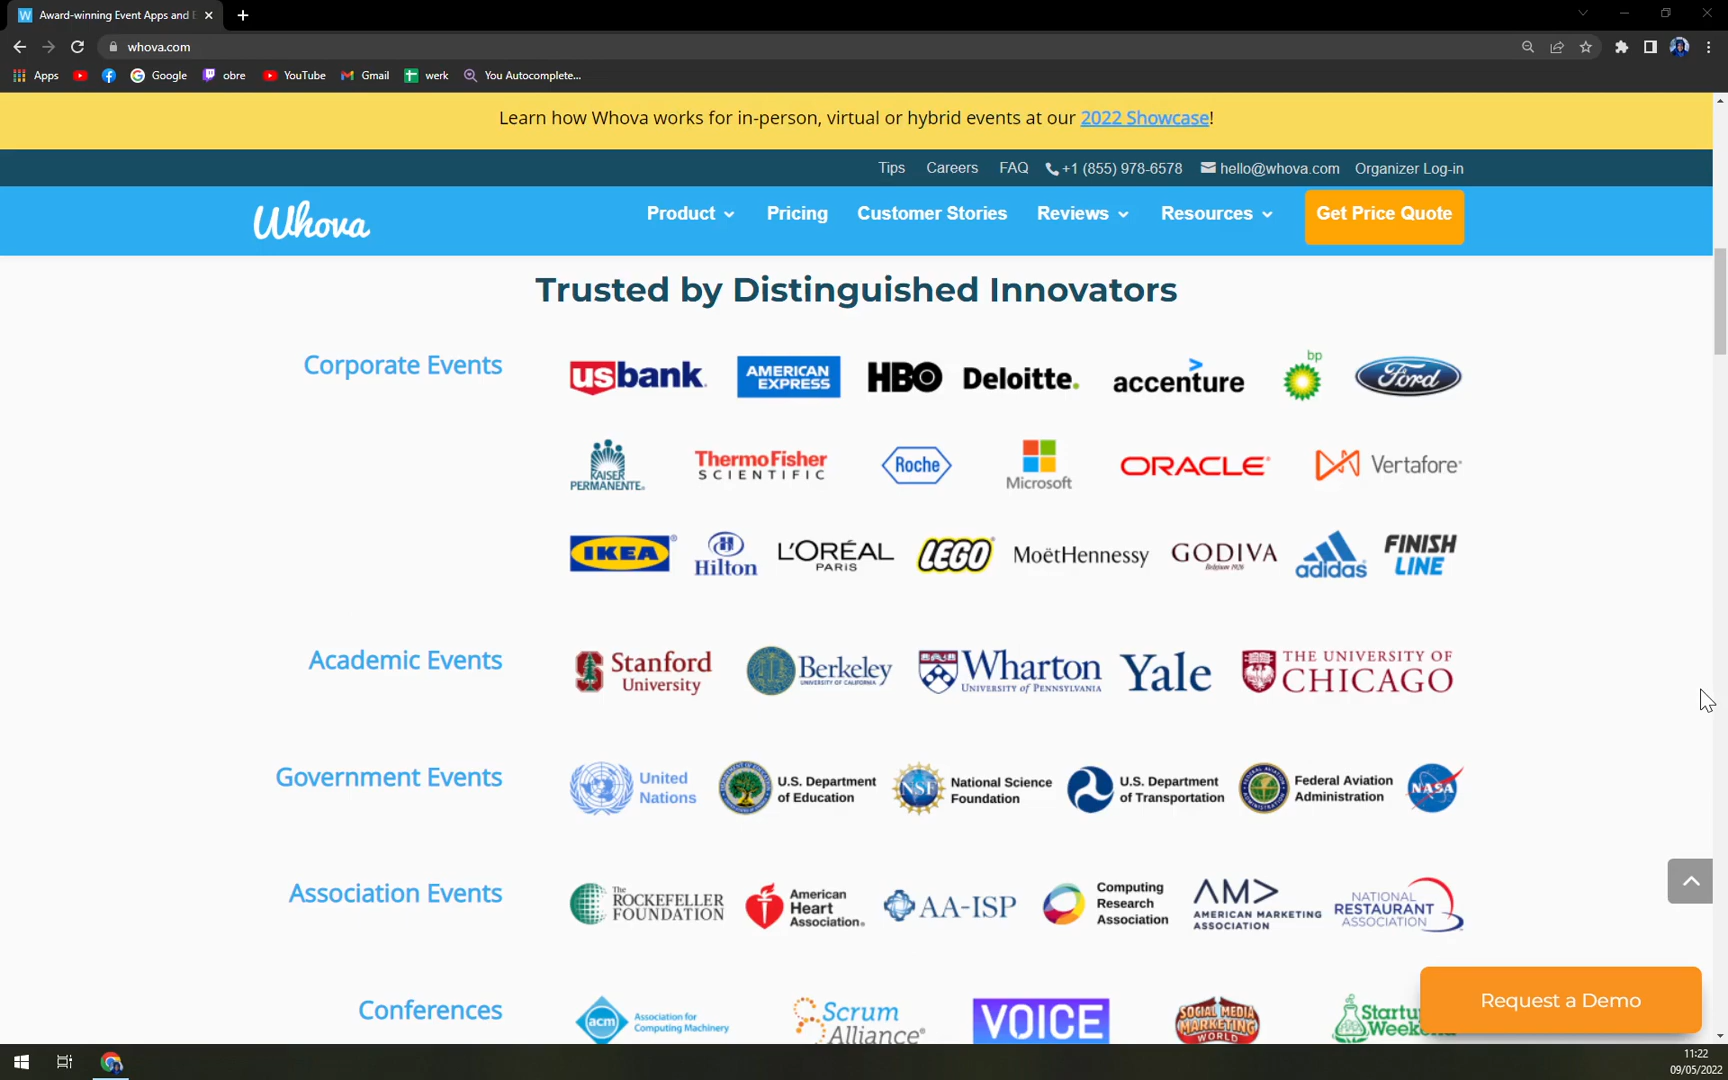 Award-winning Event Apps and E
whova.com
Apps
Google
obre
YouTube
Gmail
werk
You Autocomplete...
Learn how Whova works for in-person, virtual or hybrid events at our 2022 Showcase!
Tips Careers FAQ +1 (855) 978-6578 hello@whova.com Organizer Log-in
Whova
Product Pricing Customer Stories Reviews Resources Get Price Quote
Trusted by Distinguished Innovators
Corporate Events
usbank
AMERICAN
EXPRESS
HBO
Deloitte.
accenture
bp
Ford
KAISER
PERMANENTE®
ThermoFisher
SCIENTIFIC
Roche
Microsoft
ORACLE®
Vertafore
IKEA®
Hilton
L'ORÉAL
PARIS
LEGO
MoëtHennessy
GODIVA
Belgium 1926
adidas
FINISH
LINE
Academic Events
Stanford
University
Berkeley
UNIVERSITY OF CALIFORNIA
Wharton
UNIVERSITY OF PENNSYLVANIA
Yale
THE UNIVERSITY OF
CHICAGO
Government Events
United
Nations
U.S. Department
of Education
NSF
National Science
Foundation
U.S. Department
of Transportation
Federal Aviation
Administration
NASA
Association Events
The
ROCKEFELLER
FOUNDATION
American
Heart
Association®
AA-ISP
Computing
Research
Association
AMA
AMERICAN MARKETING
ASSOCIATION
NATIONAL
RESTAURANT
ASSOCIATION
Conferences
acm
Association for
Computing Machinery
Scrum
Alliance®
VOICE
SOCIAL MEDIA
MARKETING
WORLD
Startup
Weekend
Request a Demo
11:22
09/05/2022